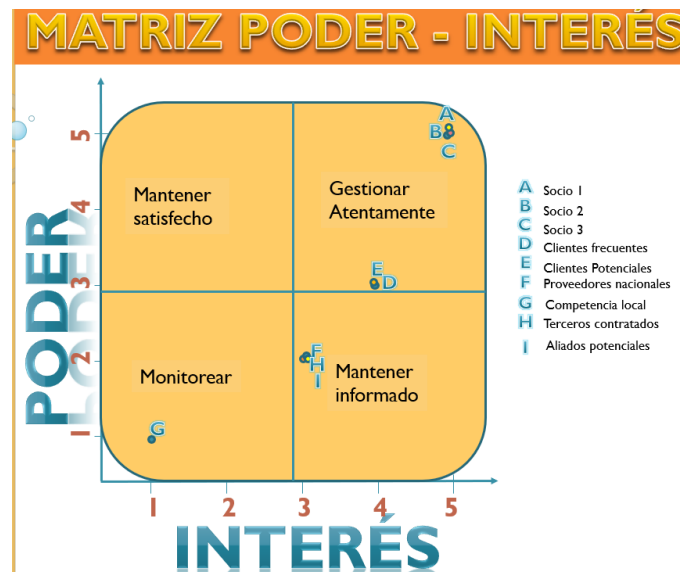 MATRIZ PODER - INTERÉS
PODER
5
4
3
2
1
Mantener
satisfecho
Gestionar
Atentamente
Monitorear
Mantener
informado
A
B
C
E
D
F
H
I
G
1 2 3 4 5
INTERÉS
A Socio 1
B Socio 2
C Socio 3
D Clientes frecuentes
E Clientes Potenciales
F Proveedores nacionales
G Competencia local
H Terceros contratados
I Aliados potenciales